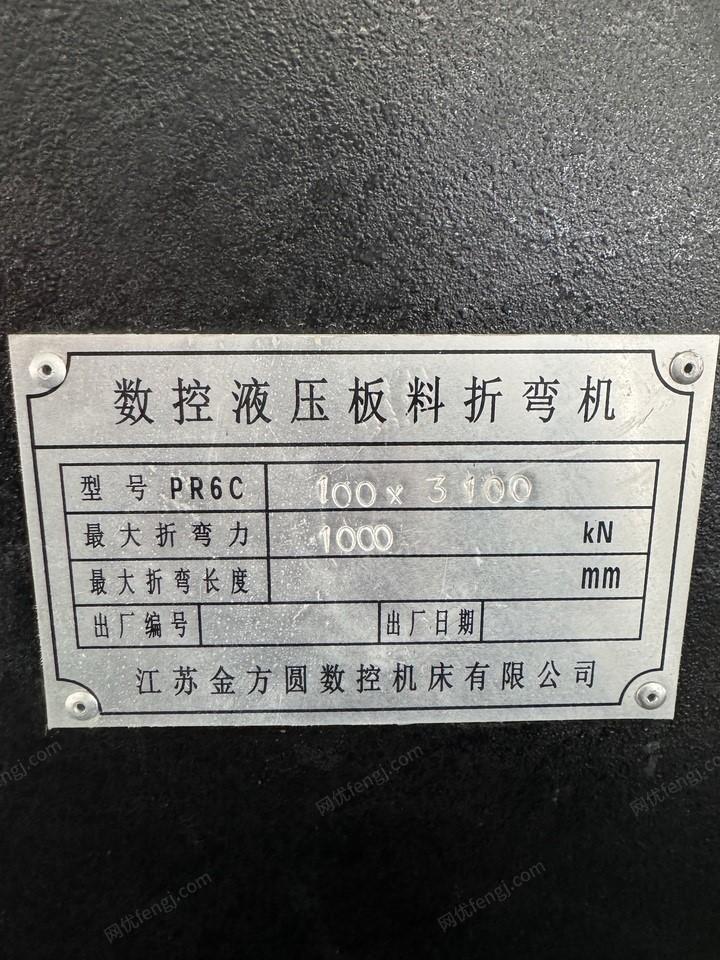 数控液压板料折弯机
型号 PR6C 100×3100
最大折弯力 1000 kN
最大折弯长度 mm
出厂编号 出厂日期
江苏金方圆数控机床有限公司
网优fengj.com
网优fengj.com
网优fengj.com
网优fengj.com